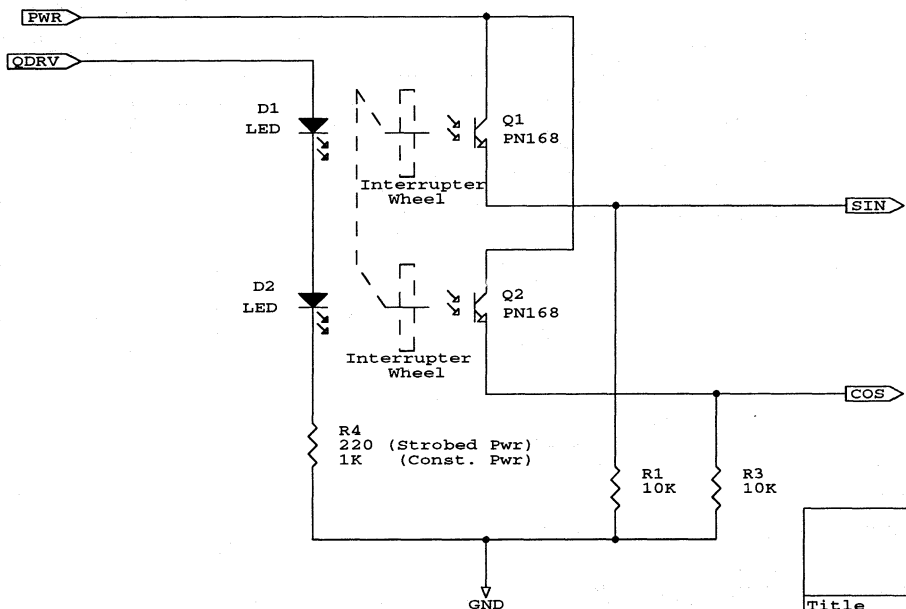 PWR
QDRV
D1
LED
Q1
PN168
Interrupter
Wheel
SIN
D2
LED
Q2
PN168
Interrupter
Wheel
COS
R4
220 (Strobed Pwr)
1K (Const. Pwr)
R1
10K
R3
10K
GND
Title